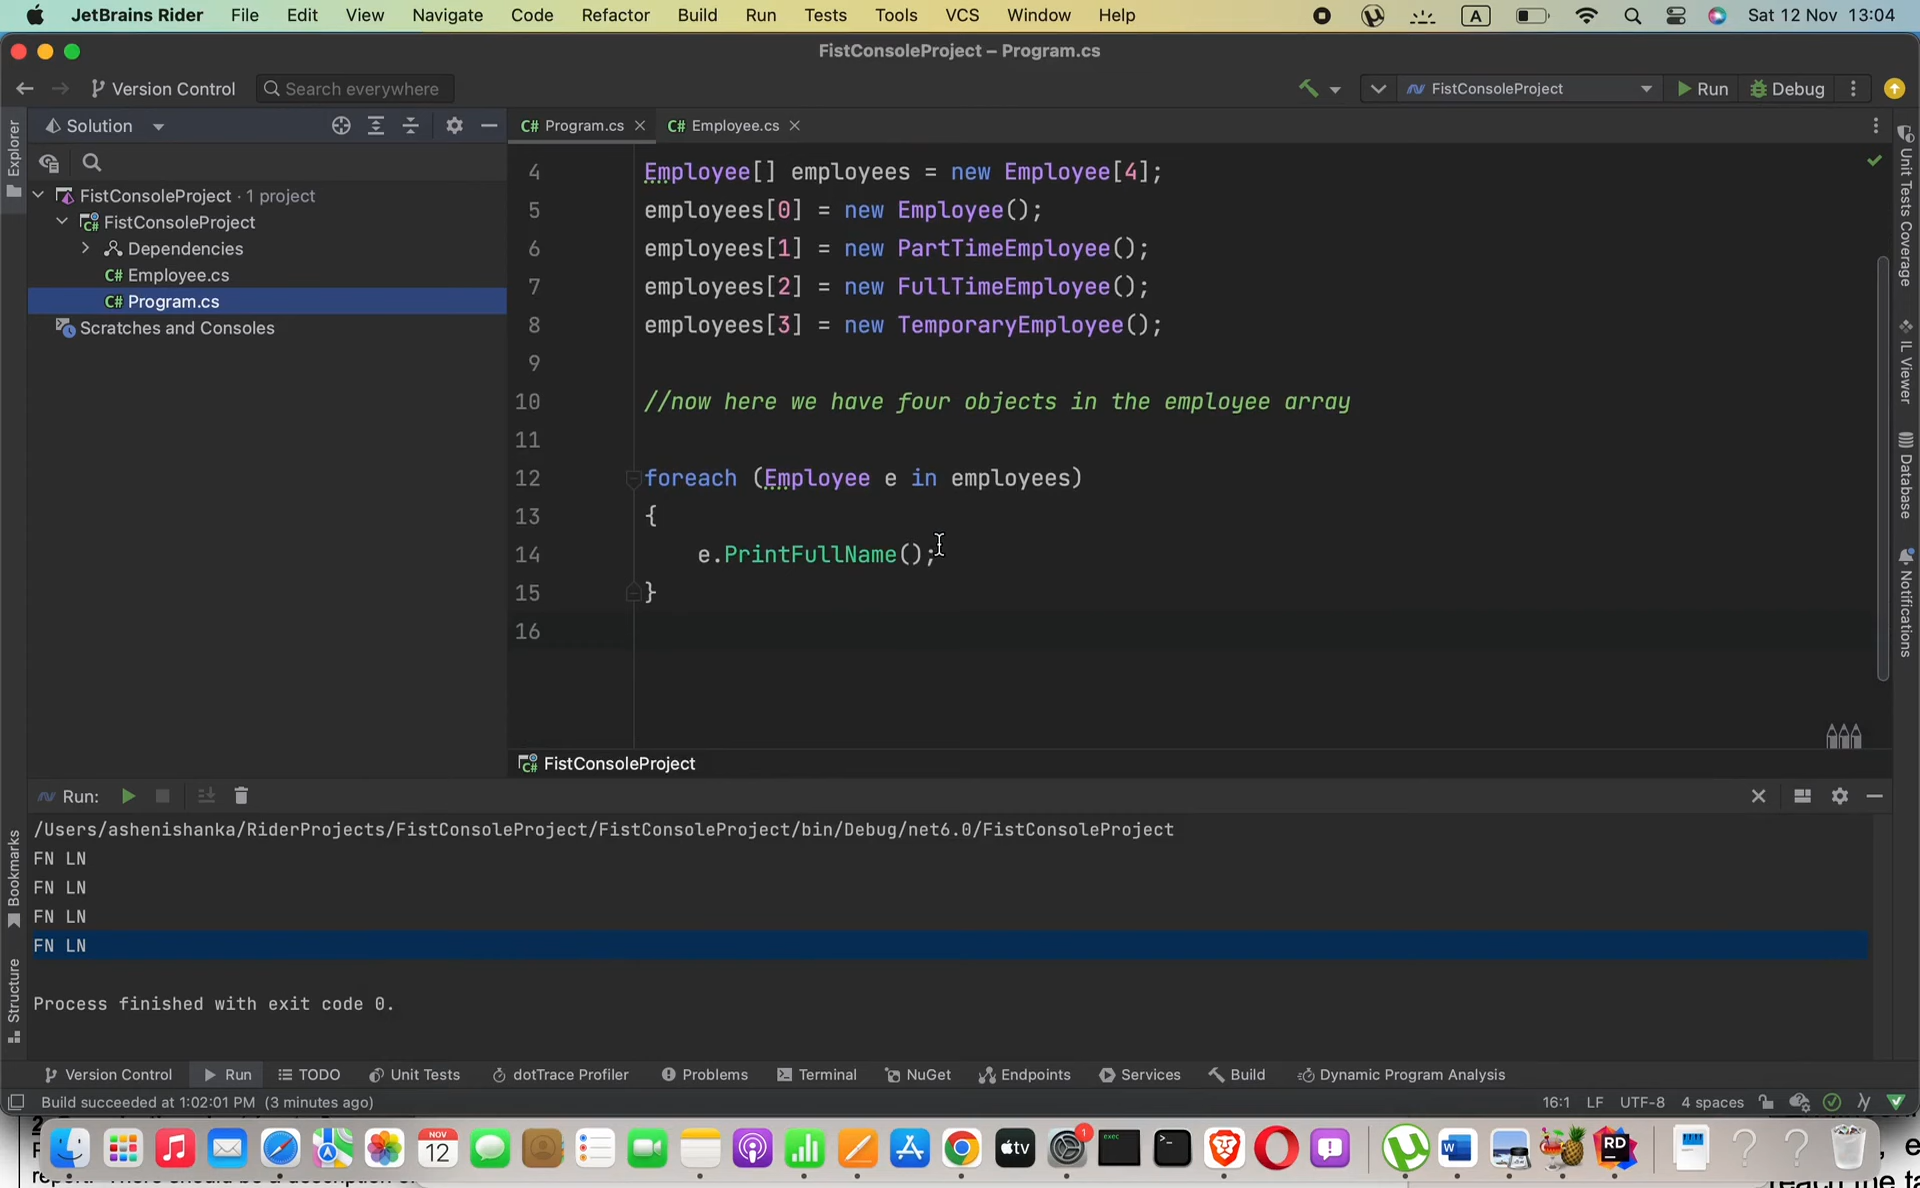 JetBrains Rider File Edit View Navigate Code Refactor Build Run Tests Tools VCS Window Help A Sat 12 Nov 13:04
FistConsoleProject – Program.cs
Version Control Search everywhere FistConsoleProject Run Debug
Solution C# Program.cs C# Employee.cs
Explorer
FistConsoleProject · 1 project
FistConsoleProject
Dependencies
C# Employee.cs
C# Program.cs
Scratches and Consoles
4 Employee[] employees = new Employee[4];
5 employees[0] = new Employee();
6 employees[1] = new PartTimeEmployee();
7 employees[2] = new FullTimeEmployee();
8 employees[3] = new TemporaryEmployee();
9
10 //now here we have four objects in the employee array
11
12 foreach (Employee e in employees)
13 {
14 e.PrintFullName();
15 }
16
C# FistConsoleProject
Unit Tests Coverage
IL Viewer
Database
Notifications
Run:
/Users/ashenishanka/RiderProjects/FistConsoleProject/FistConsoleProject/bin/Debug/net6.0/FistConsoleProject
FN LN
FN LN
FN LN
FN LN
Process finished with exit code 0.
Bookmarks
Structure
Version Control Run TODO Unit Tests dotTrace Profiler Problems Terminal NuGet Endpoints Services Build Dynamic Program Analysis
Build succeeded at 1:02:01 PM (3 minutes ago) 16:1 LF UTF-8 4 spaces
NOV 12 tv 1 exec RD